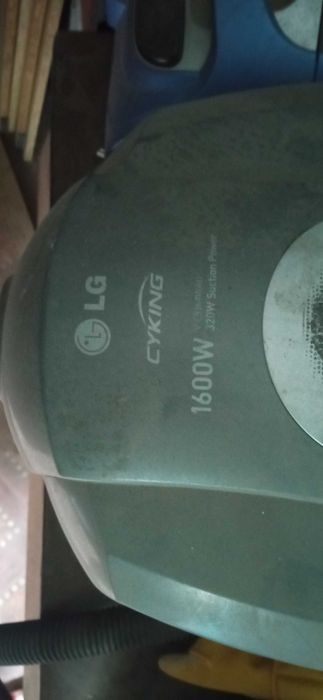 LG
CYKING
1600W
320W Suction Power